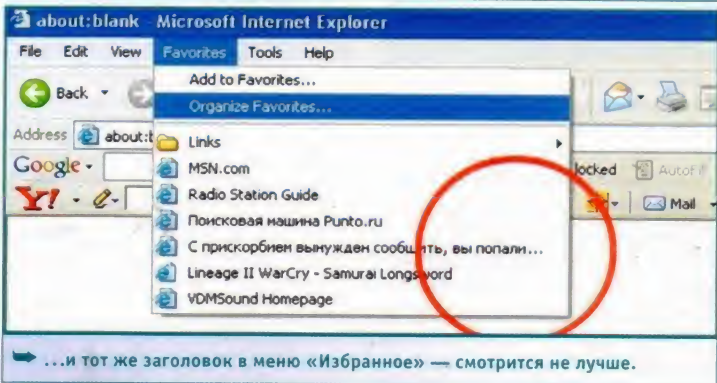 about:blank - Microsoft Internet Explorer
File Edit View Favorites Tools Help
Add to Favorites...
Back
Organize Favorites...
Address about:b
Links
Google
MSN.com
locked AutoFill
Radio Station Guide
Y! Mail
Поисковая машина Punto.ru
С прискорбием вынужден сообщить, вы попали...
Lineage II WarCry - Samurai Longsword
VDMSound Homepage
...и тот же заголовок в меню «Избранное» — смотрится не лучше.